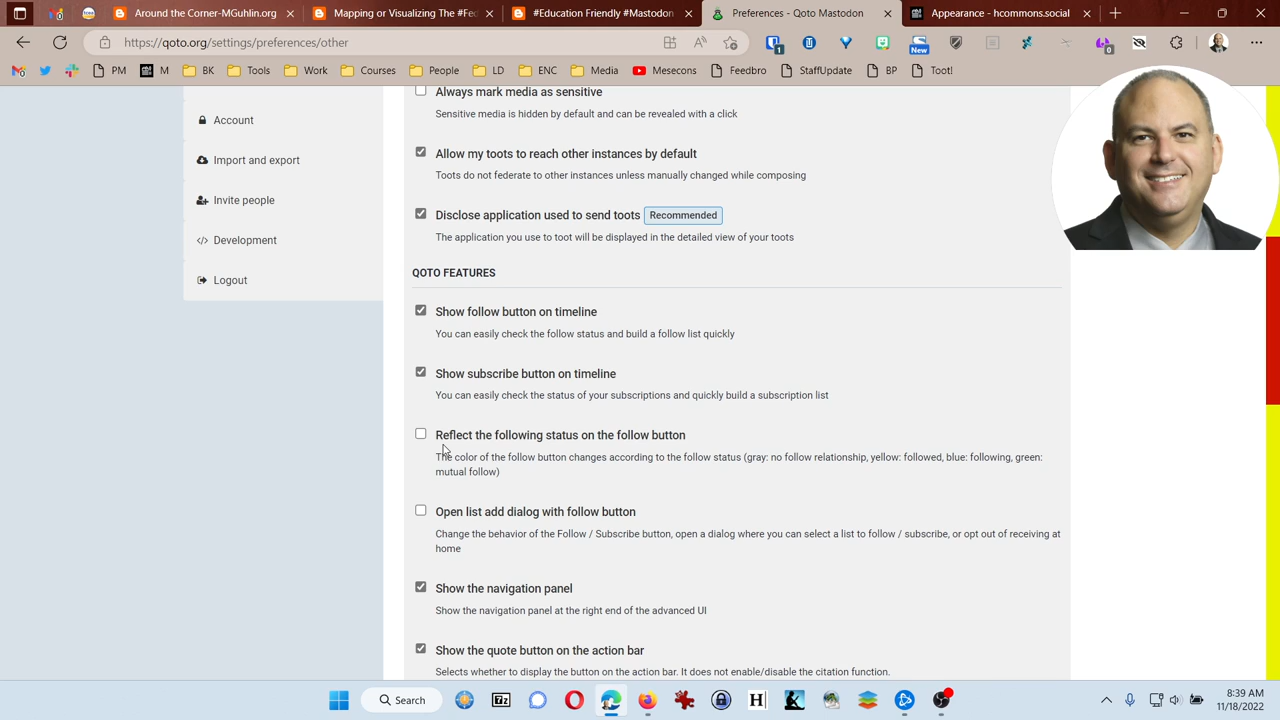 Around the Corner-MGuhlin.org
Mapping or Visualizing The #Fec
#Education Friendly #Mastodon
Preferences - Qoto Mastodon
Appearance - hcommons.social
https://qoto.org/settings/preferences/other
1
New
0
PM
M
BK
Tools
Work
Courses
People
LD
ENC
Media
Mesecons
Feedbro
StaffUpdate
BP
Toot!
Account
Import and export
Invite people
Development
Logout
Always mark media as sensitive
Sensitive media is hidden by default and can be revealed with a click
Allow my toots to reach other instances by default
Toots do not federate to other instances unless manually changed while composing
Disclose application used to send toots Recommended
The application you use to toot will be displayed in the detailed view of your toots
QOTO FEATURES
Show follow button on timeline
You can easily check the follow status and build a follow list quickly
Show subscribe button on timeline
You can easily check the status of your subscriptions and quickly build a subscription list
Reflect the following status on the follow button
The color of the follow button changes according to the follow status (gray: no follow relationship, yellow: followed, blue: following, green:
mutual follow)
Open list add dialog with follow button
Change the behavior of the Follow / Subscribe button, open a dialog where you can select a list to follow / subscribe, or opt out of receiving at
home
Show the navigation panel
Show the navigation panel at the right end of the advanced UI
Show the quote button on the action bar
Selects whether to display the button on the action bar. It does not enable/disable the citation function.
Search
7z
H
8:39 AM
11/18/2022